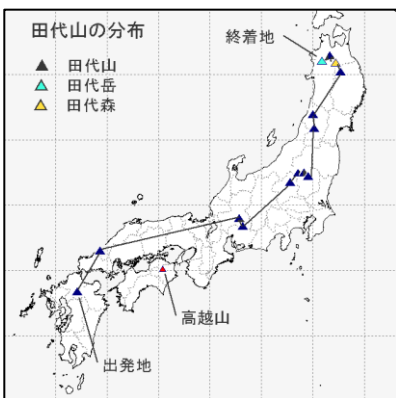 田代山の分布
田代山
田代岳
田代森
終着地
高越山
出発地